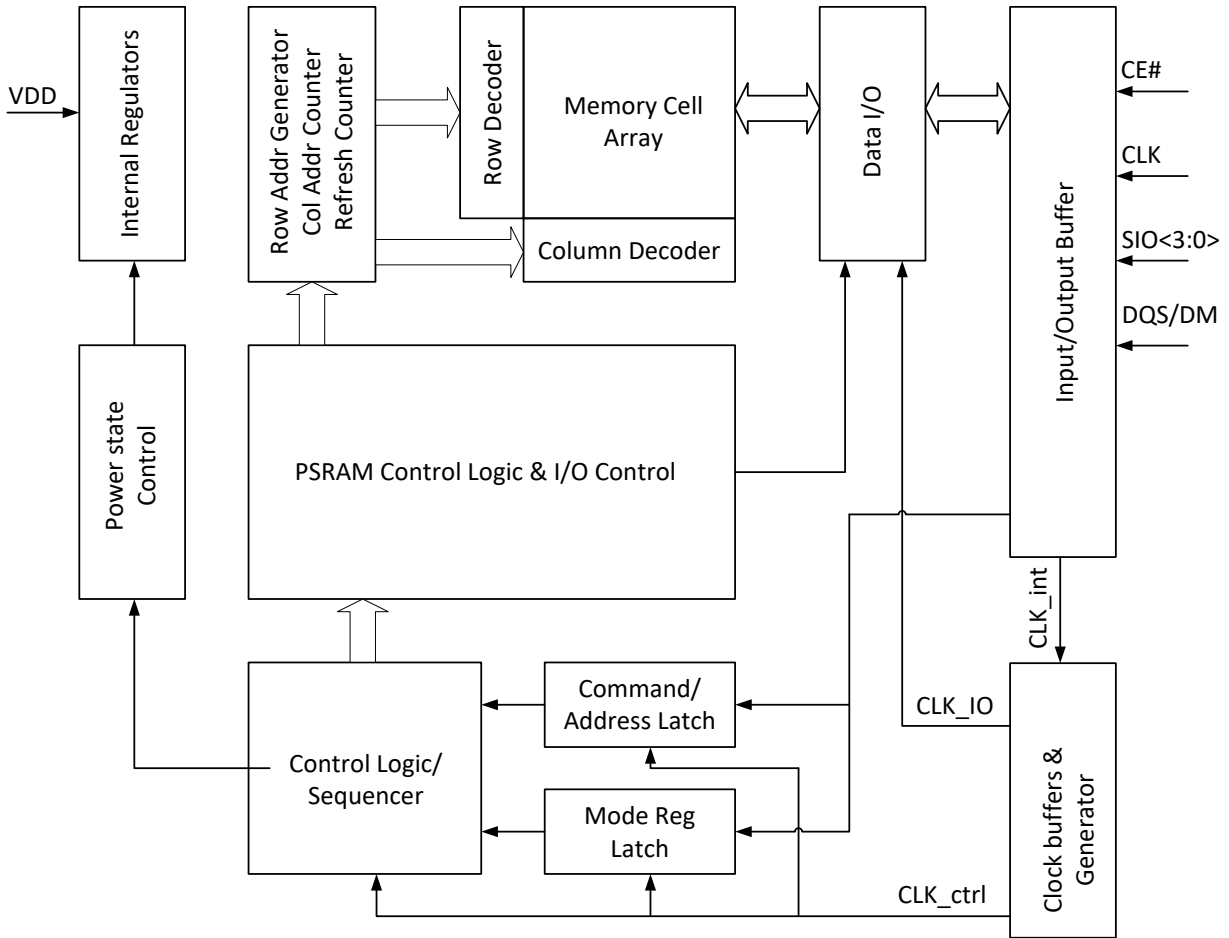 VDD
Internal Regulators
Row Addr Generator
Col Addr Counter
Refresh Counter
Row Decoder
Memory Cell
Array
Column Decoder
Data I/O
Input/Output Buffer
CE#
CLK
SIO<3:0>
DQS/DM
Power state
Control
PSRAM Control Logic & I/O Control
CLK_int
Control Logic/
Sequencer
Command/
Address Latch
Mode Reg
Latch
CLK_IO
CLK_ctrl
Clock buffers &
Generator